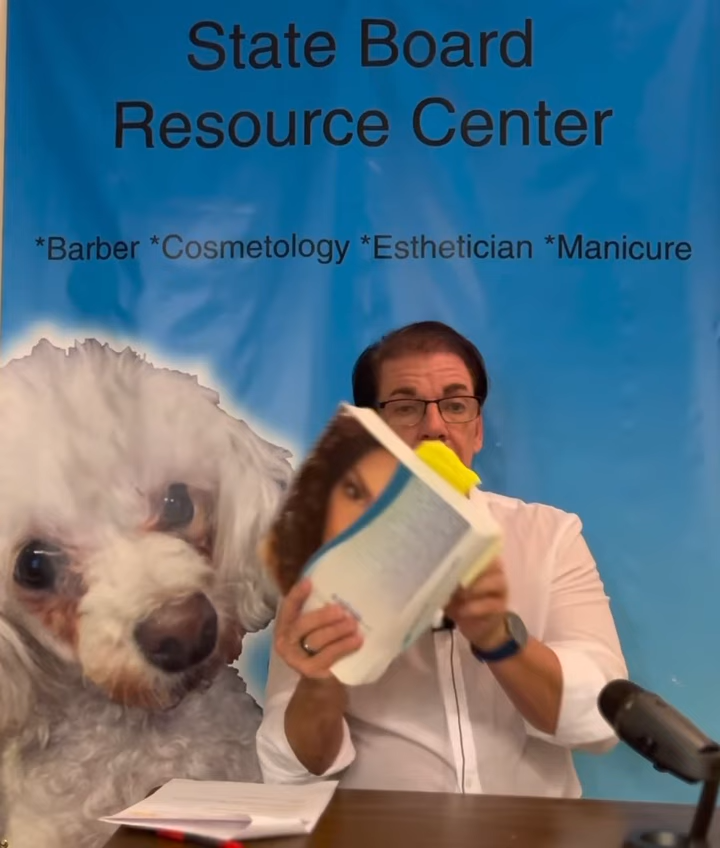 State Board
Resource Center
*Barber *Cosmetology *Esthetician *Manicure